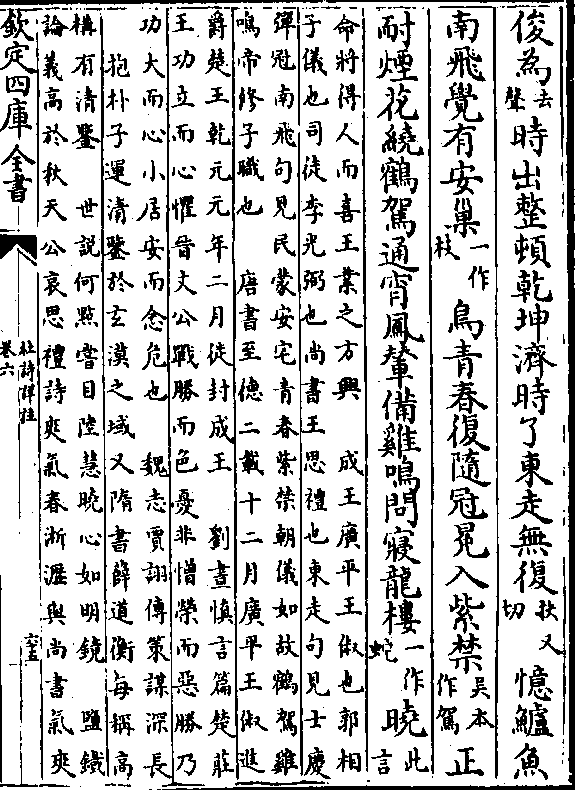 俊為去聲時出整頓乾坤濟時了東走無復扶又切憶鱸魚
南飛覺有安巢一作枝鳥青春復隨冠冕入紫禁吳本作駕正
耐煙花繞鶴駕通宵鳳輦備雞鳴問寢龍樓一作蛇曉此言
命將得人而喜王業之方興　成王廣平王俶也郭相
子儀也司徒李光弼也尚書王思禮也東走句見士慶
彈冠南飛句見民蒙安宅青春紫禁朝儀如故鶴駕雞
鳴帝修子職也　唐書至德二載十二月廣平王俶進
爵楚王乾元元年二月徙封成王　劉晝慎言篇楚莊
王功立而心懼晉文公戰勝而色憂非憎榮而惡勝乃
功大而心小居安而念危也　魏志賈詡傳策謀深長
抱朴子運清鑒於玄漠之域又隋書薛道衡每稱高
構有清鑒　世説何點嘗目陸慧曉心如明鏡　鹽鐵
論義高於秋天　公哀思禮詩爽氣春淅瀝與尚書氣爽
欽定四庫全書
杜詩詳註
卷六